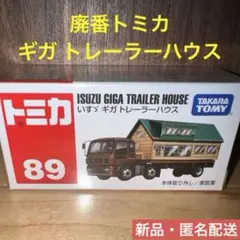 廃番トミカ
ギガ トレーラーハウス
トミカ
89
ISUZU GIGA TRAILER HOUSE
いすゞ ギガ トレーラーハウス
TAKARA
TOMY
新品・匿名配送